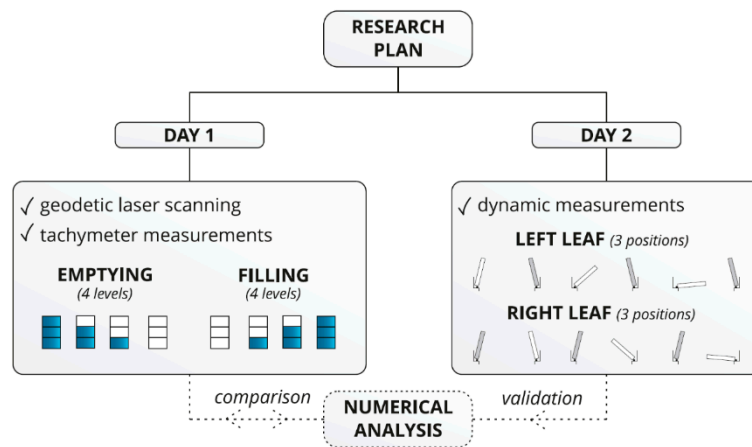 RESEARCH
PLAN
DAY 1
✓ geodetic laser scanning
✓ tachymeter measurements
EMPTYING
(4 levels)
FILLING
(4 levels)
DAY 2
✓ dynamic measurements
LEFT LEAF (3 positions)
RIGHT LEAF (3 positions)
comparison
NUMERICAL
ANALYSIS
validation